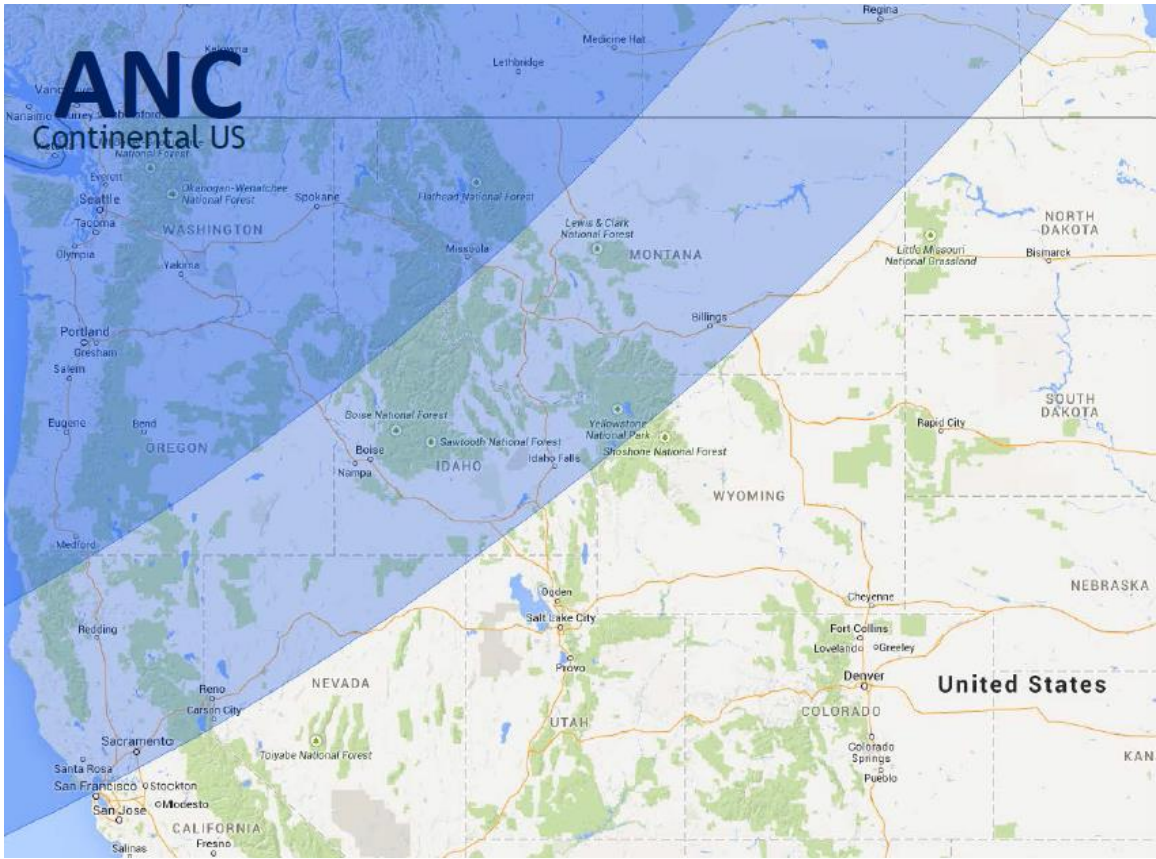 Regina
Medicine Hat
Kelowna
Lethbridge
ANC
Continental US
Nanaimo
National Forest
Everett
Okanogan-Wenatchee
National Forest
Spokane
Flathead National Forest
Seattle
Tacoma
WASHINGTON
Lewis & Clark
National Forest
NORTH
DAKOTA
Olympia
Missoula
MONTANA
Little Missouri
National Grassland
Bismarck
Yakima
Billings
Portland
Gresham
Salem
SOUTH
DAKOTA
Eugene
Bend
Boise National Forest
Yellowstone
National Park
Rapid City
OREGON
Sawtooth National Forest
Boise
Shoshone National Forest
IDAHO
Idaho Falls
Nampa
WYOMING
Medford
NEBRASKA
Ogden
Cheyenne
Salt Lake City
Redding
Fort Collins
Loveland
Greeley
Provo
Denver
United States
NEVADA
Reno
Carson City
COLORADO
UTAH
Sacramento
Toiyabe National Forest
Colorado
Springs
KAN
Santa Rosa
Pueblo
San Francisco
Stockton
Modesto
San Jose
CALIFORNIA
Fresno
Salinas